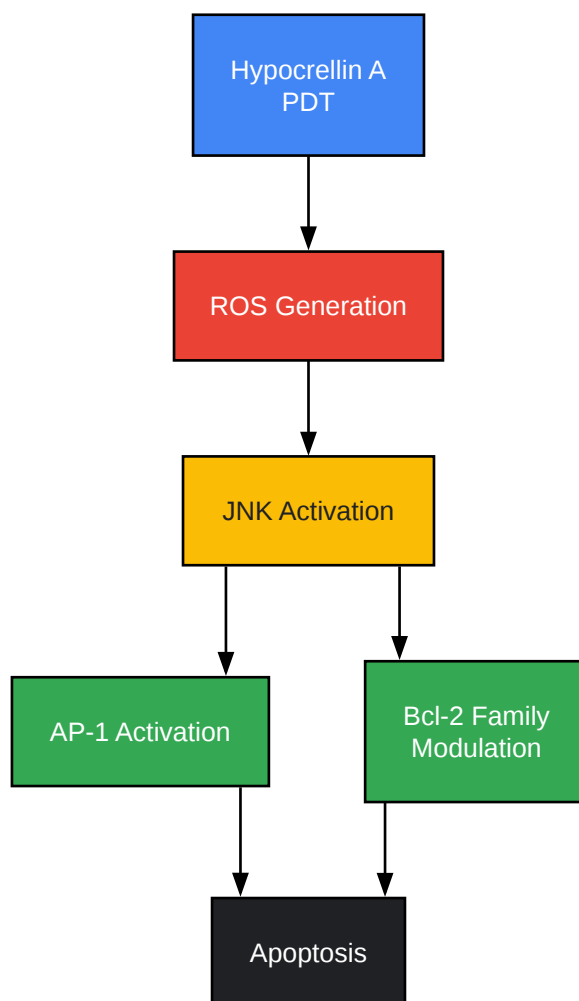 Hypocrellin A
PDT
ROS Generation
JNK Activation
AP-1 Activation
Bcl-2 Family
Modulation
Apoptosis